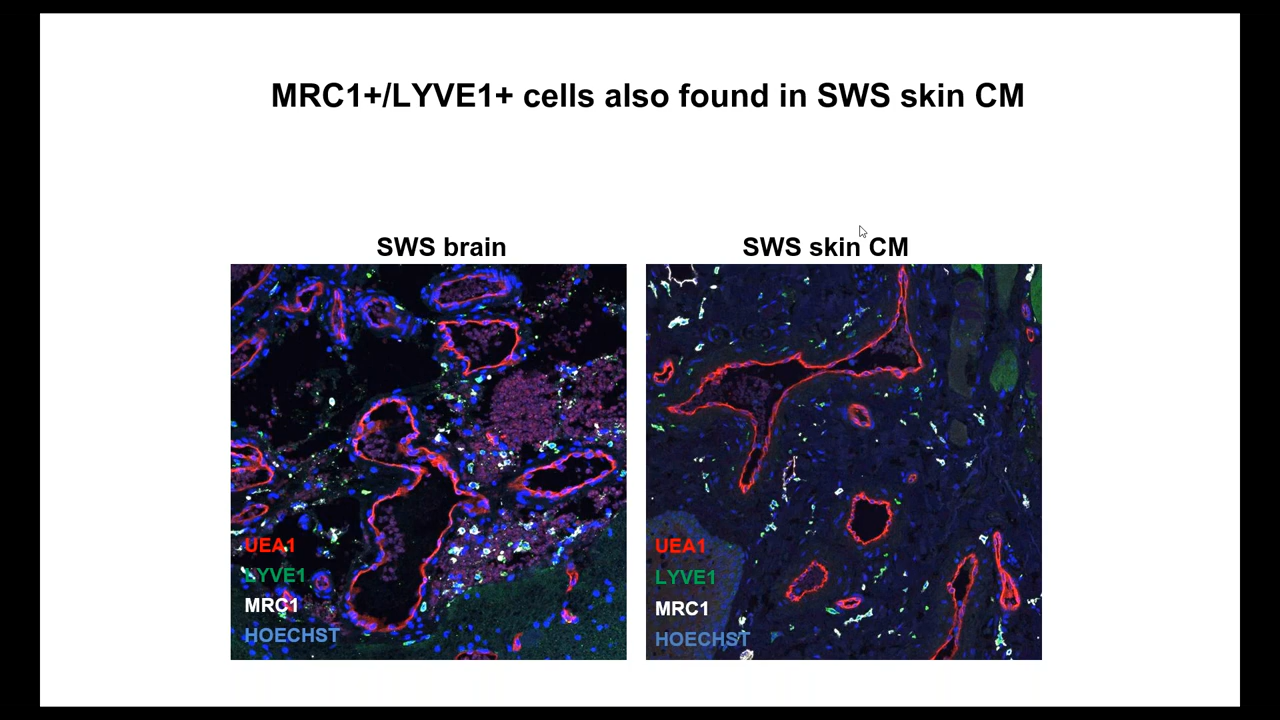 MRC1+/LYVE1+ cells also found in SWS skin CM
SWS brain
SWS skin CM
UEA1
LYVE1
MRC1
HOECHST
UEA1
LYVE1
MRC1
HOECHST